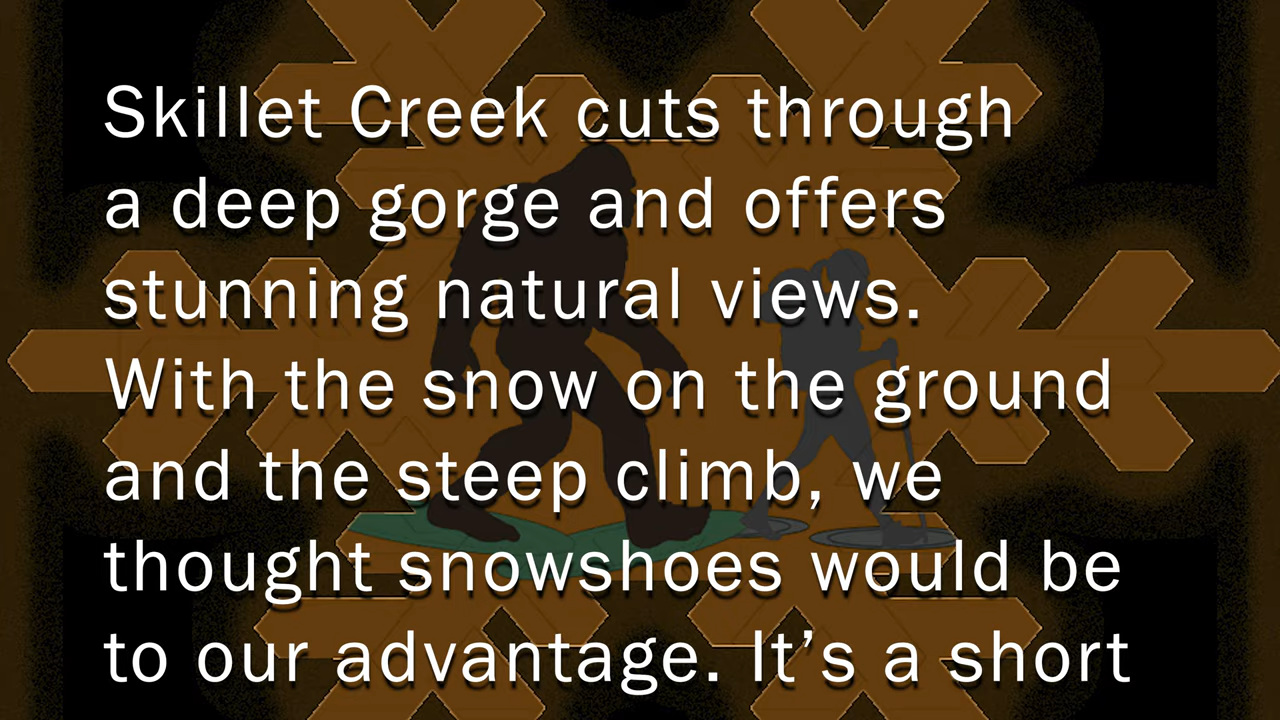 Skillet Creek cuts through
a deep gorge and offers
stunning natural views.
With the snow on the ground
and the steep climb, we
thought snowshoes would be
to our advantage. It’s a short